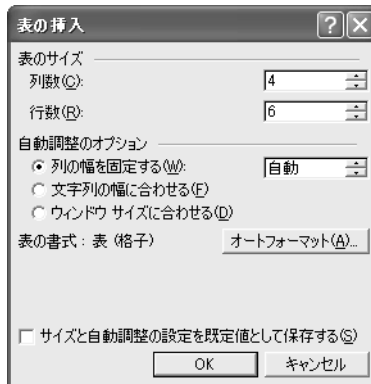 表の挿入
表のサイズ
列数(C): 4
行数(R): 6
自動調整のオプション
列の幅を固定する(W): 自動
文字列の幅に合わせる(F)
ウィンドウ サイズに合わせる(D)
表の書式 : 表 (格子) オートフォーマット(A)...
サイズと自動調整の設定を既定値として保存する(S)
OK キャンセル